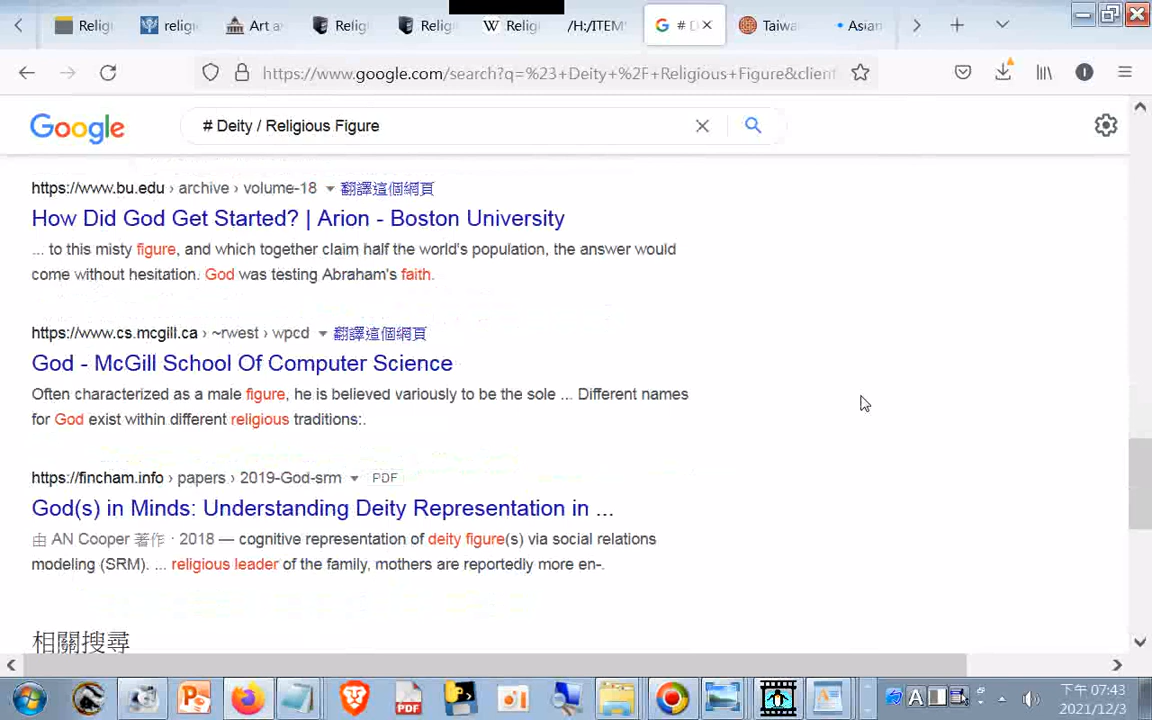 Religi
religio
Art a
Religi
Relig
W Religi
/H:/ITEM
G # D
Taiwa
Asian
https://www.google.com/search?q=%23+Deity+%2F+Religious+Figure&client
Google
# Deity / Religious Figure
https://www.bu.edu › archive › volume-18 翻譯這個網頁
How Did God Get Started? | Arion - Boston University
... to this misty figure, and which together claim half the world's population, the answer would
come without hesitation. God was testing Abraham's faith.
https://www.cs.mcgill.ca › ~rwest › wpcd 翻譯這個網頁
God - McGill School Of Computer Science
Often characterized as a male figure, he is believed variously to be the sole ... Different names
for God exist within different religious traditions:.
https://fincham.info › papers › 2019-God-srm PDF
God(s) in Minds: Understanding Deity Representation in ...
由 AN Cooper 著作 · 2018 — cognitive representation of deity figure(s) via social relations
modeling (SRM). ... religious leader of the family, mothers are reportedly more en-.
相關搜尋
PDF
A
下午 07:43
2021/12/3